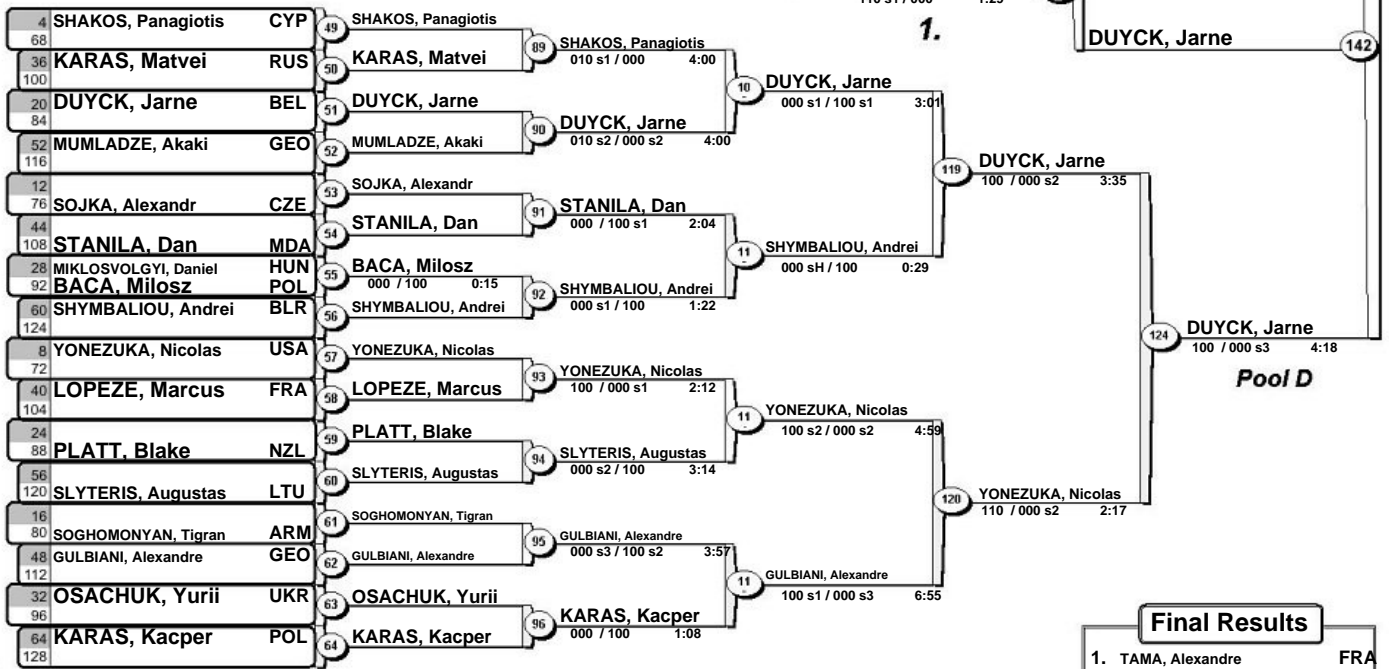 4 SHAKOS, Panagiotis CYP
68
36 KARAS, Matvei RUS
100
20 DUYCK, Jarne BEL
84
52 MUMLADZE, Akaki GEO
116
12
76 SOJKA, Alexandr CZE
44
108 STANILA, Dan MDA
28 MIKLOSVOLGYI, Daniel HUN
92 BACA, Milosz POL
60 SHYMBALIOU, Andrei BLR
124
8 YONEZUKA, Nicolas USA
72
40 LOPEZE, Marcus FRA
104
24
88 PLATT, Blake NZL
56
120 SLYTERIS, Augustas LTU
16
80 SOGHOMONYAN, Tigran ARM
48 GULBIANI, Alexandre GEO
112
32 OSACHUK, Yurii UKR
96
64 KARAS, Kacper POL
128
49 SHAKOS, Panagiotis
50 KARAS, Matvei
51 DUYCK, Jarne
52 MUMLADZE, Akaki
53 SOJKA, Alexandr
54 STANILA, Dan
55 BACA, Milosz
000 / 100 0:15
56 SHYMBALIOU, Andrei
57 YONEZUKA, Nicolas
58 LOPEZE, Marcus
59 PLATT, Blake
60 SLYTERIS, Augustas
61 SOGHOMONYAN, Tigran
62 GULBIANI, Alexandre
63 OSACHUK, Yurii
64 KARAS, Kacper
89 SHAKOS, Panagiotis
010 s1 / 000 4:00
90 DUYCK, Jarne
010 s2 / 000 s2 4:00
91 STANILA, Dan
000 / 100 s1 2:04
92 SHYMBALIOU, Andrei
000 s1 / 100 1:22
93 YONEZUKA, Nicolas
100 / 000 s1 2:12
94 SLYTERIS, Augustas
000 s2 / 100 3:14
95 GULBIANI, Alexandre
000 s3 / 100 s2 3:57
96 KARAS, Kacper
000 / 100 1:08
10 DUYCK, Jarne
000 s1 / 100 s1 3:01
11 SHYMBALIOU, Andrei
000 sH / 100 0:29
11 YONEZUKA, Nicolas
100 s2 / 000 s2 4:59
11 GULBIANI, Alexandre
100 s1 / 000 s3 6:55
119 DUYCK, Jarne
100 / 000 s2 3:35
120 YONEZUKA, Nicolas
110 / 000 s2 2:17
124 DUYCK, Jarne
100 / 000 s3 4:18
Pool D
1.
DUYCK, Jarne 142
Final Results
1. TAMA, Alexandre FRA